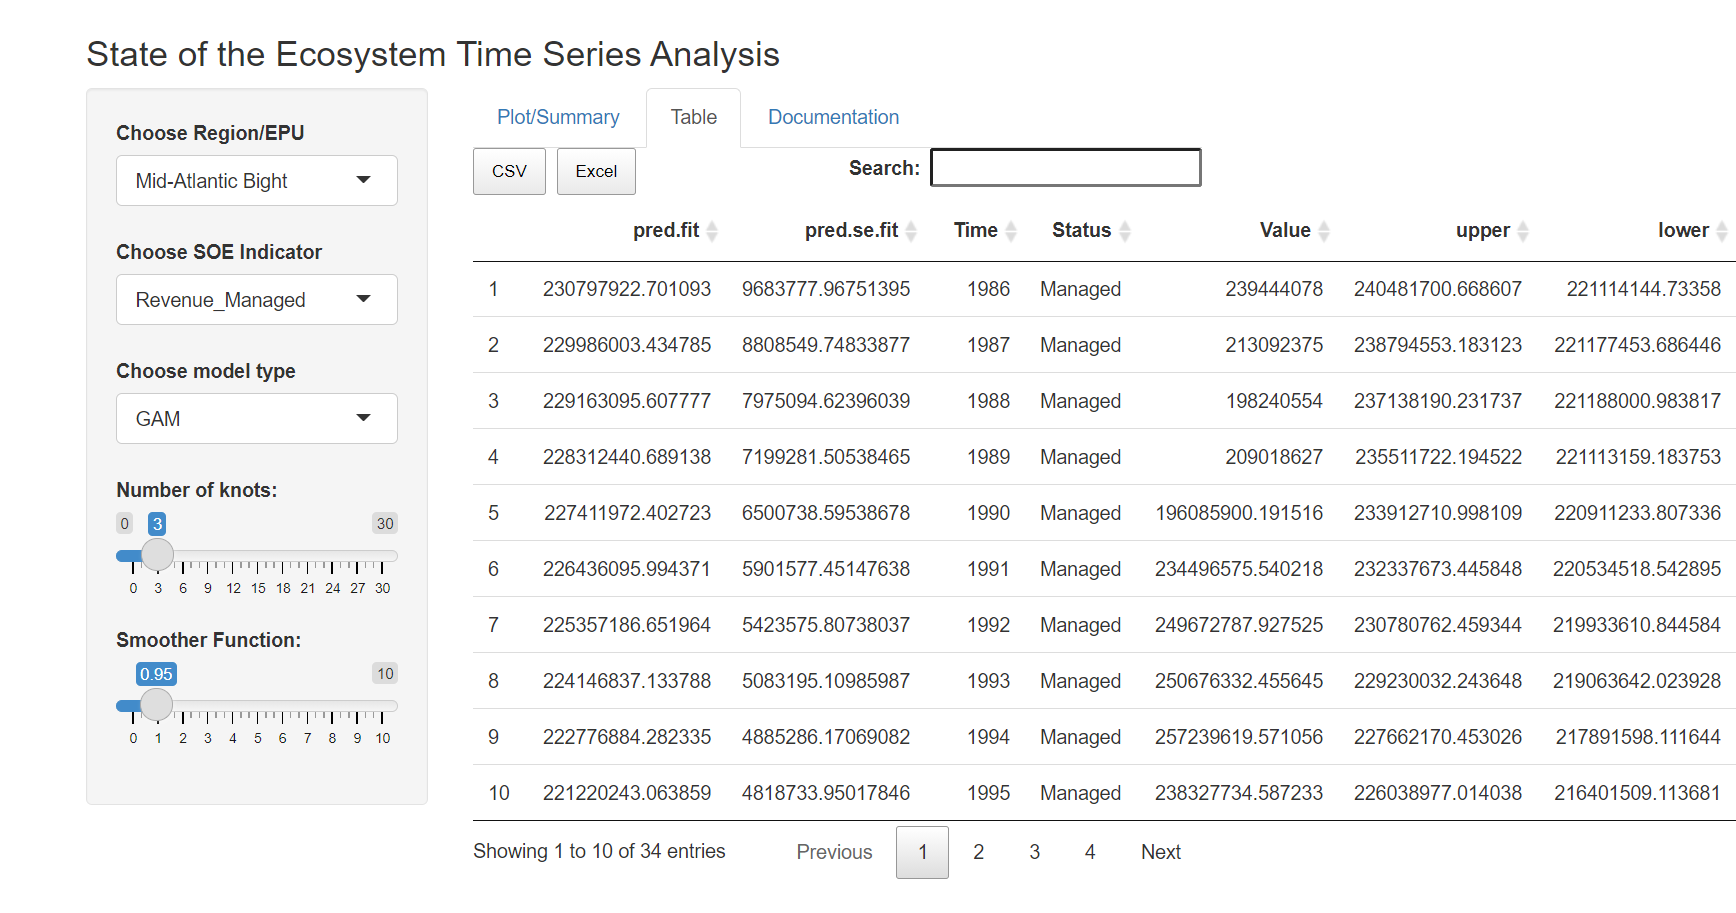 State of the Ecosystem Time Series Analysis
Choose Region/EPU
Mid-Atlantic Bight
Choose SOE Indicator
Revenue_Managed
Choose model type
GAM
Number of knots:
0 3 30
0 3 6 9 12 15 18 21 24 27 30
Smoother Function:
0.95 10
0 1 2 3 4 5 6 7 8 9 10
Plot/Summary Table Documentation
CSV Excel Search:
pred.fit pred.se.fit Time Status Value upper lower
1 230797922.701093 9683777.96751395 1986 Managed 239444078 240481700.668607 221114144.73358
2 229986003.434785 8808549.74833877 1987 Managed 213092375 238794553.183123 221177453.686446
3 229163095.607777 7975094.62396039 1988 Managed 198240554 237138190.231737 221188000.983817
4 228312440.689138 7199281.50538465 1989 Managed 209018627 235511722.194522 221113159.183753
5 227411972.402723 6500738.59538678 1990 Managed 196085900.191516 233912710.998109 220911233.807336
6 226436095.994371 5901577.45147638 1991 Managed 234496575.540218 232337673.445848 220534518.542895
7 225357186.651964 5423575.80738037 1992 Managed 249672787.927525 230780762.459344 219933610.844584
8 224146837.133788 5083195.10985987 1993 Managed 250676332.455645 229230032.243648 219063642.023928
9 222776884.282335 4885286.17069082 1994 Managed 257239619.571056 227662170.453026 217891598.111644
10 221220243.063859 4818733.95017846 1995 Managed 238327734.587233 226038977.014038 216401509.113681
Showing 1 to 10 of 34 entries Previous 1 2 3 4 Next